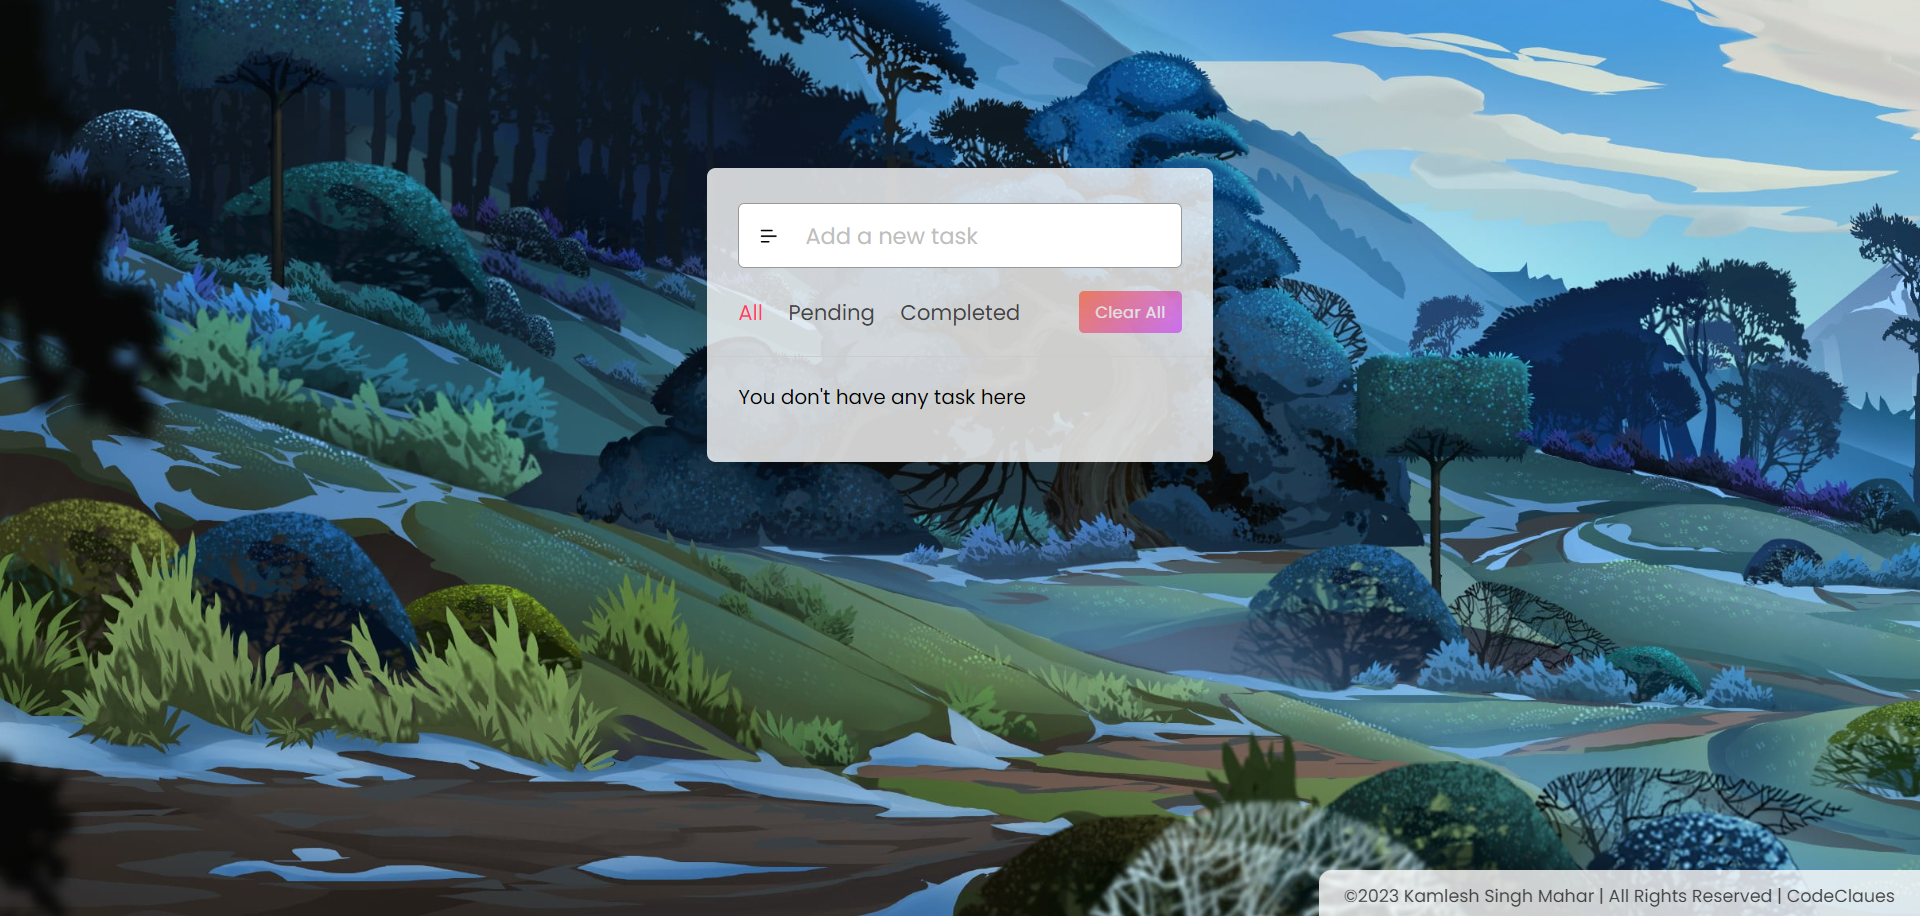 Add a new task
All Pending Completed Clear All
You don't have any task here
©2023 Kamlesh Singh Mahar | All Rights Reserved | CodeClaues